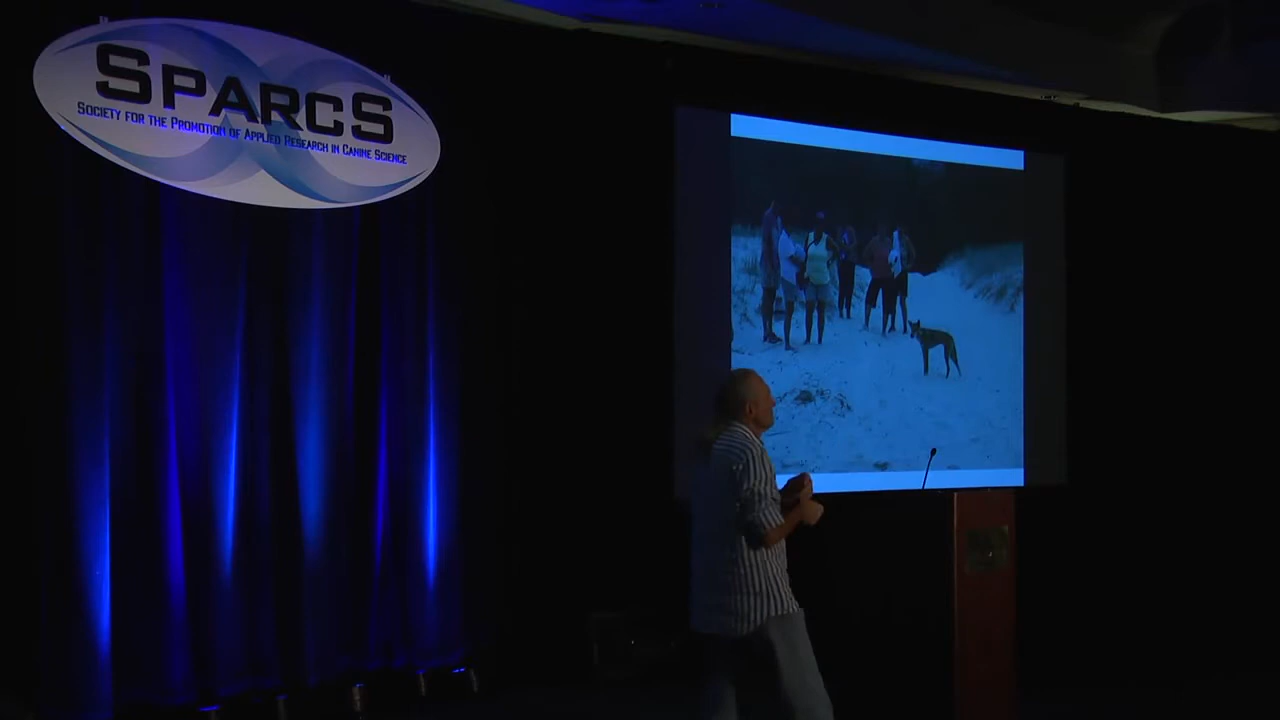 SPARCS
SOCIETY FOR THE PROMOTION OF APPLIED RESEARCH IN CANINE SCIENCE